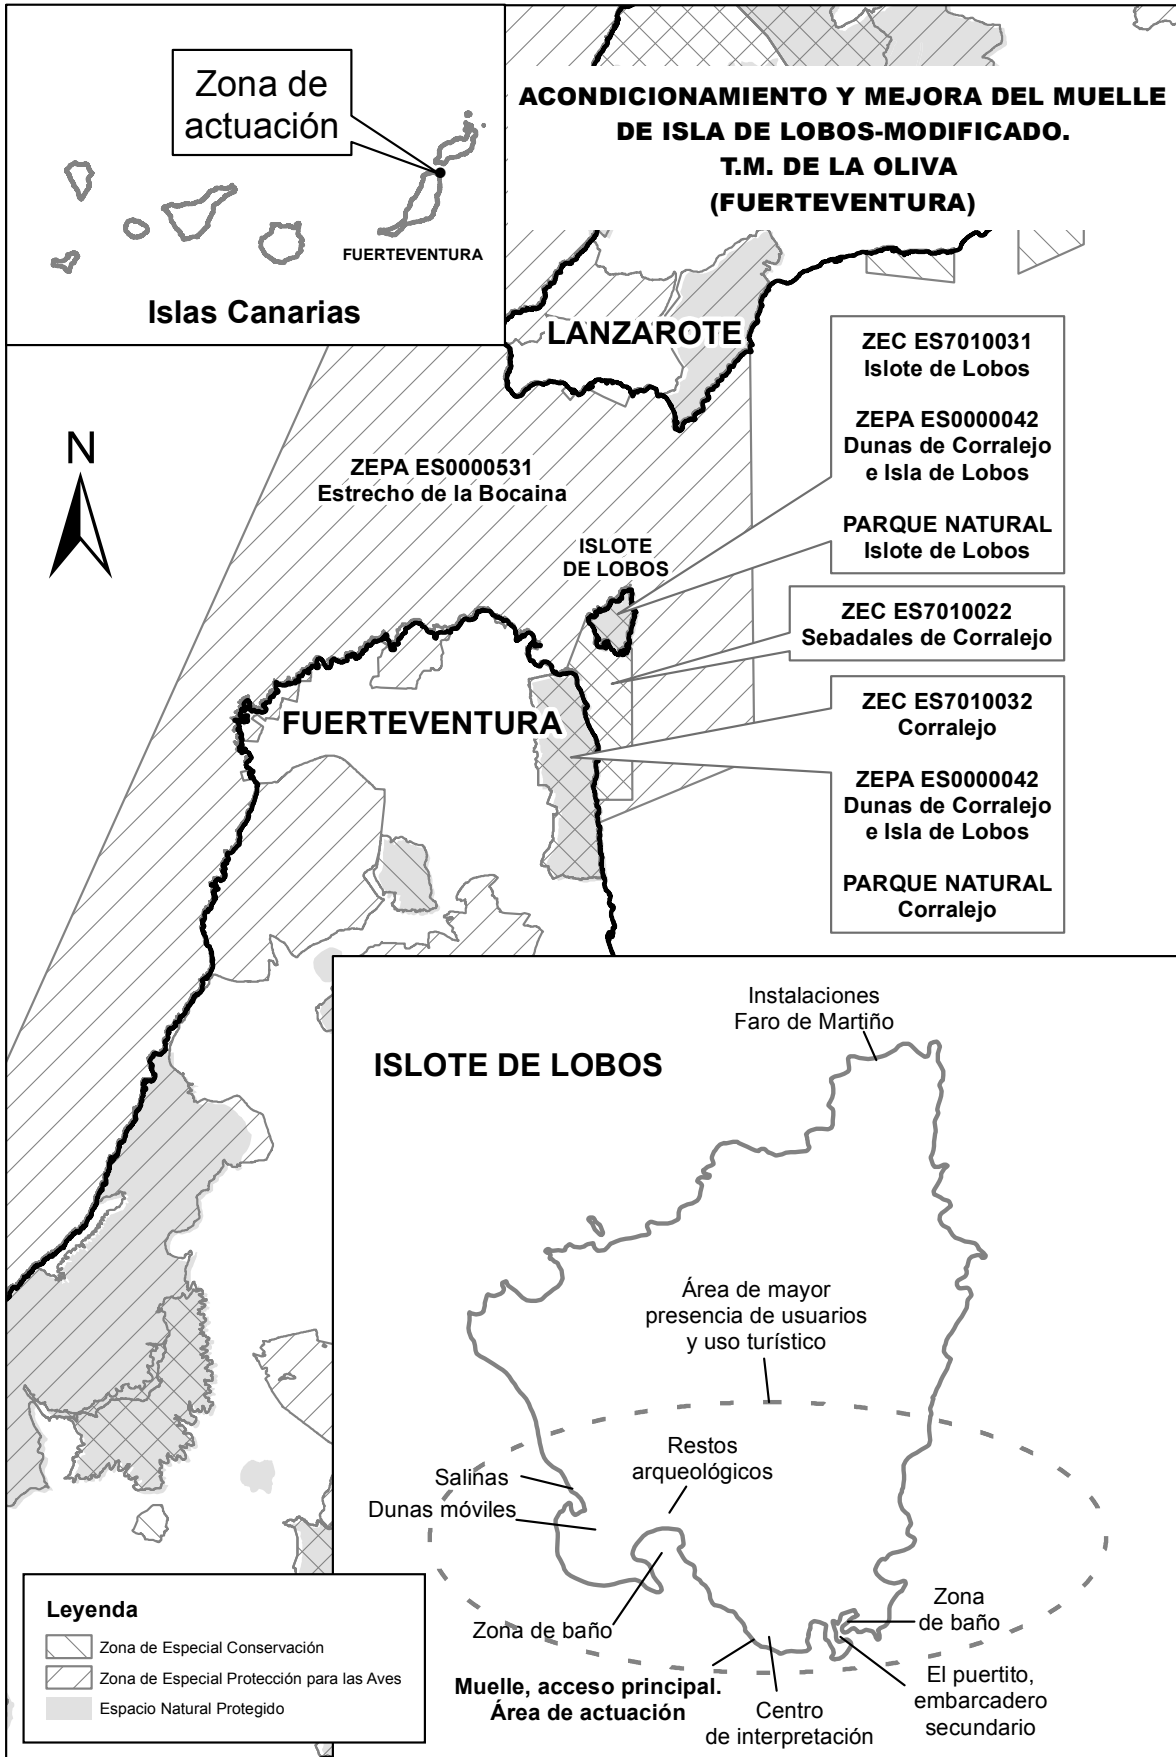 Zona de
actuación
FUERTEVENTURA
Islas Canarias
ACONDICIONAMIENTO Y MEJORA DEL MUELLE
DE ISLA DE LOBOS-MODIFICADO.
T.M. DE LA OLIVA
(FUERTEVENTURA)
LANZAROTE
ZEC ES7010031
Islote de Lobos
ZEPA ES0000042
Dunas de Corralejo
e Isla de Lobos
PARQUE NATURAL
Islote de Lobos
N
ZEPA ES0000531
Estrecho de la Bocaina
ISLOTE
DE LOBOS
ZEC ES7010022
Sebadales de Corralejo
FUERTEVENTURA
ZEC ES7010032
Corralejo
ZEPA ES0000042
Dunas de Corralejo
e Isla de Lobos
PARQUE NATURAL
Corralejo
ISLOTE DE LOBOS
Instalaciones
Faro de Martiño
Área de mayor
presencia de usuarios
y uso turístico
Restos
arqueológicos
Salinas
Dunas móviles
Zona de baño
Zona
de baño
Muelle, acceso principal.
Área de actuación
Centro
de interpretación
El puertito,
embarcadero
secundario
Leyenda
Zona de Especial Conservación
Zona de Especial Protección para las Aves
Espacio Natural Protegido